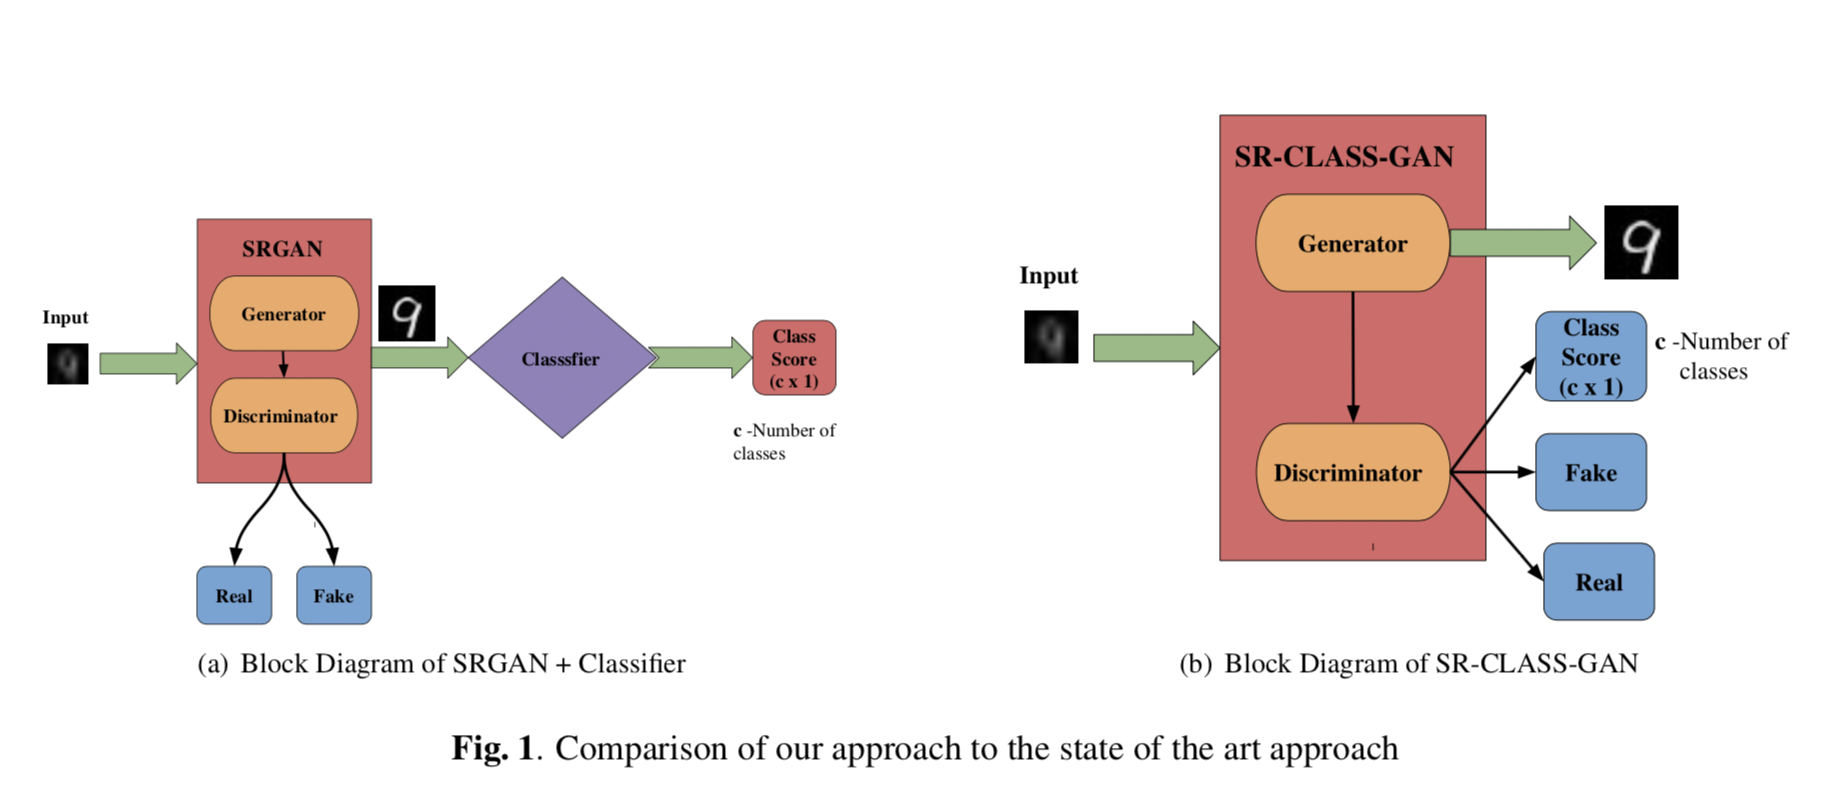 Input
SRGAN
Generator
Discriminator
Real
Fake
Classsfier
Class
Score
(c x 1)
c -Number of
classes
(a) Block Diagram of SRGAN + Classifier
Input
SR-CLASS-GAN
Generator
Discriminator
9
9
Class
Score
(c x 1)
c -Number of
classes
Fake
Real
(b) Block Diagram of SR-CLASS-GAN
Fig. 1. Comparison of our approach to the state of the art approach